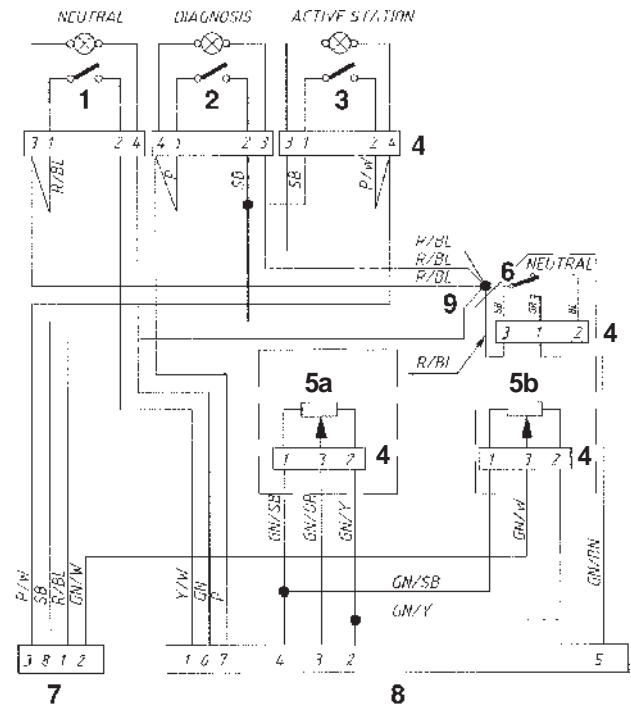 NEUTRAL DIAGNOSIS ACTIVE STATION
1 2 3
3 1 2 4 4 1 2 3 3 1 2 4 4
R/BL P SB SB P/W
R/BL
R/BL
R/BL
6 NEUTRAL
9
SB GR BL
3 1 2 4
R/BL
5a 5b
1 3 2 4 1 3 2 4
GN/SB GN/OR GN/Y GN/W
P/W SB R/BL GN/W Y/W GN P GN/SB GN/BN
GN/Y
3 8 1 2 1 6 7 4 3 2 5
7 8